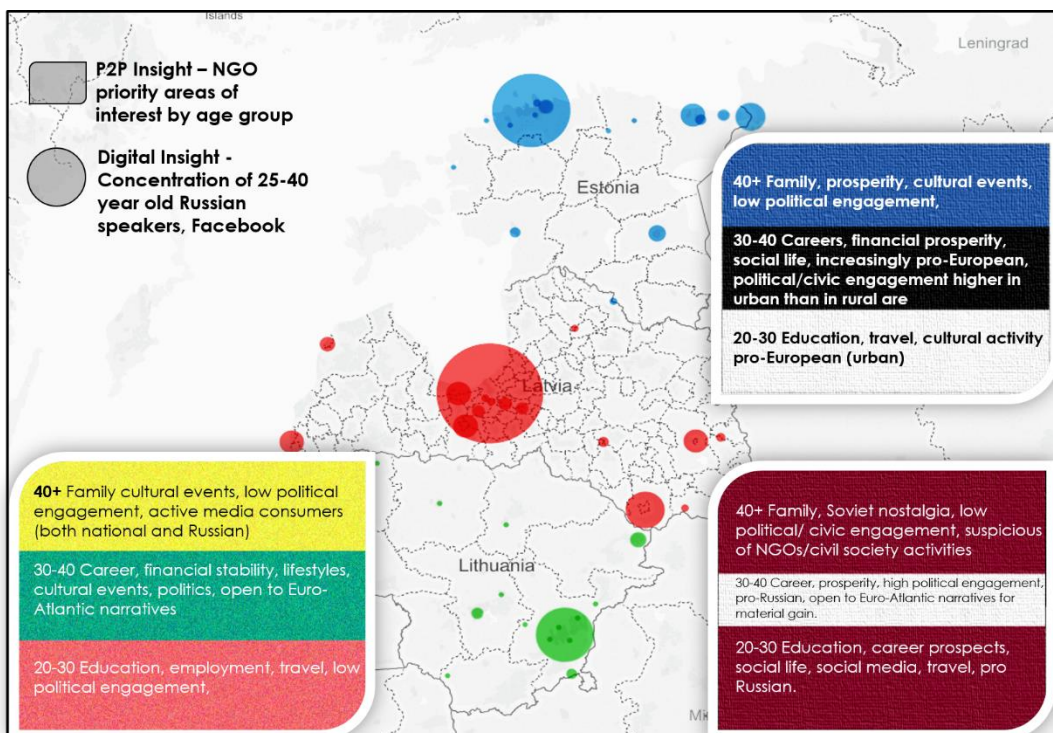 Islands
Leningrad
P2P Insight – NGO
priority areas of
interest by age group
Digital Insight -
Concentration of 25-40
year old Russian
speakers, Facebook
Estonia
40+ Family, prosperity, cultural events,
low political engagement,
30-40 Careers, financial prosperity,
social life, increasingly pro-European,
political/civic engagement higher in
urban than in rural are
20-30 Education, travel, cultural activity
pro-European (urban)
Latvia
40+ Family cultural events, low political
engagement, active media consumers
(both national and Russian)
30-40 Career, financial stability, lifestyles,
cultural events, politics, open to Euro-
Atlantic narratives
20-30 Education, employment, travel, low
political engagement,
Lithuania
40+ Family, Soviet nostalgia, low
political/ civic engagement, suspicious
of NGOs/civil society activities
30-40 Career, prosperity, high political engagement,
pro-Russian, open to Euro-Atlantic narratives for
material gain.
20-30 Education, career prospects,
social life, social media, travel, pro
Russian.